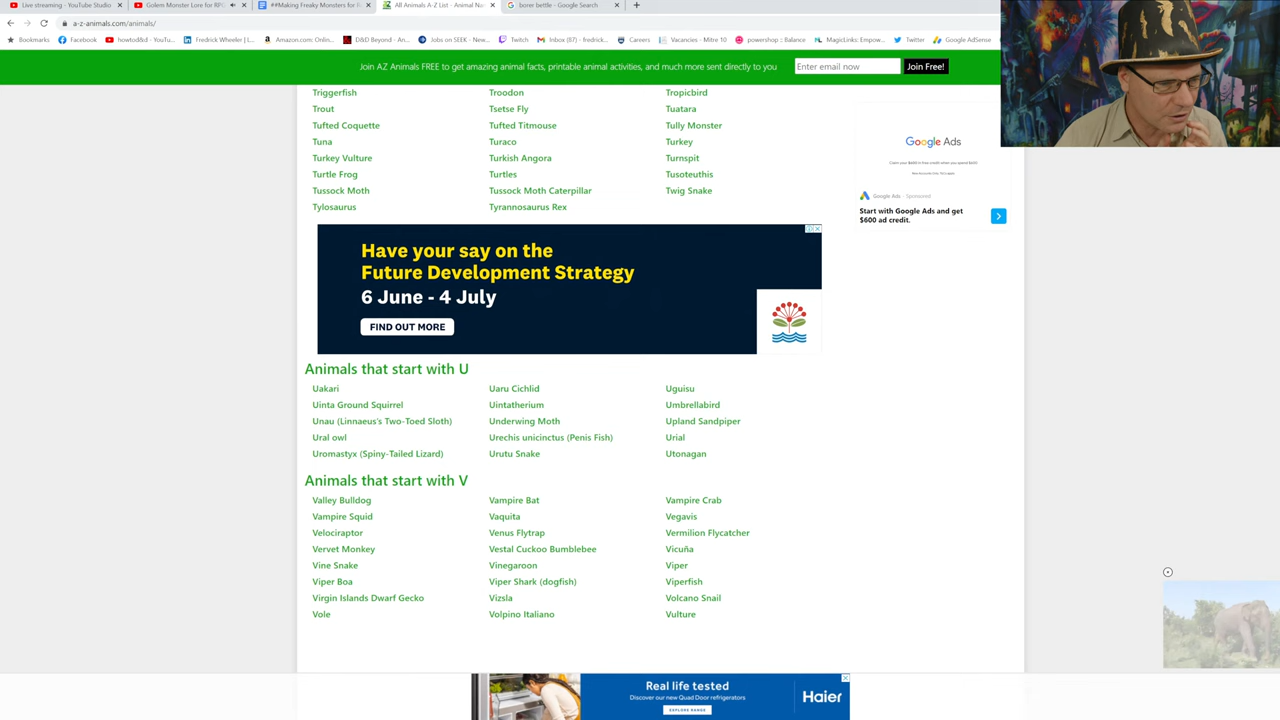 Live streaming - YouTube Studio
Golem Monster Lore for RPG
##Making Freaky Monsters for R
All Animals A-Z List - Animal Na
borer bettle - Google Search
a-z-animals.com/animals/
Bookmarks
Facebook
howtod&d - YouTu...
Fredrick Wheeler | L...
Amazon.com: Onlin...
D&D Beyond - An...
Jobs on SEEK - New...
Twitch
Inbox (87) - fredrick...
Careers
Vacancies - Mitre 10
powershop :: Balance
MagicLinks: Empow...
Twitter
Google AdSense
Join AZ Animals FREE to get amazing animal facts, printable animal activities, and much more sent directly to you
Enter email now
Join Free!
Triggerfish Troodon Tropicbird
Trout Tsetse Fly Tuatara
Tufted Coquette Tufted Titmouse Tully Monster
Tuna Turaco Turkey
Turkey Vulture Turkish Angora Turnspit
Turtle Frog Turtles Tusoteuthis
Tussock Moth Tussock Moth Caterpillar Twig Snake
Tylosaurus Tyrannosaurus Rex
Google Ads
Google Ads - Sponsored
Start with Google Ads and get
$600 ad credit.
Have your say on the
Future Development Strategy
6 June - 4 July
FIND OUT MORE
Animals that start with U
Uakari Uaru Cichlid Uguisu
Uinta Ground Squirrel Uintatherium Umbrellabird
Unau (Linnaeus's Two-Toed Sloth) Underwing Moth Upland Sandpiper
Ural owl Urechis unicinctus (Penis Fish) Urial
Uromastyx (Spiny-Tailed Lizard) Urutu Snake Utonagan
Animals that start with V
Valley Bulldog Vampire Bat Vampire Crab
Vampire Squid Vaquita Vegavis
Velociraptor Venus Flytrap Vermilion Flycatcher
Vervet Monkey Vestal Cuckoo Bumblebee Vicuña
Vine Snake Vinegaroon Viper
Viper Boa Viper Shark (dogfish) Viperfish
Virgin Islands Dwarf Gecko Vizsla Volcano Snail
Vole Volpino Italiano Vulture
Real life tested
Discover our new Quad Door refrigerators
EXPLORE RANGE
Haier